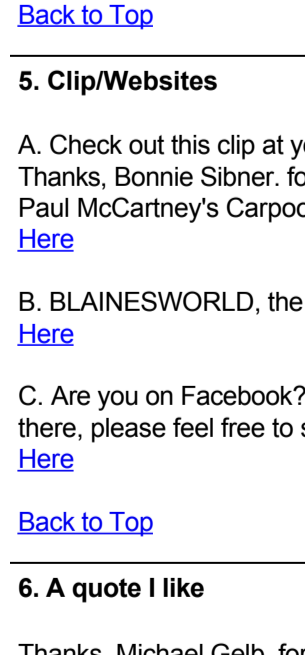 Back to Top
5. Clip/Websites
A. Check out this clip at
Thanks, Bonnie Sibner.
Paul McCartney's
Here
B. BLAINESWORLD, the
Here
C. Are you on Facebook?
there, please feel free to
Here
Back to Top
6. A quote I like
Thanks, Michael Gelb,